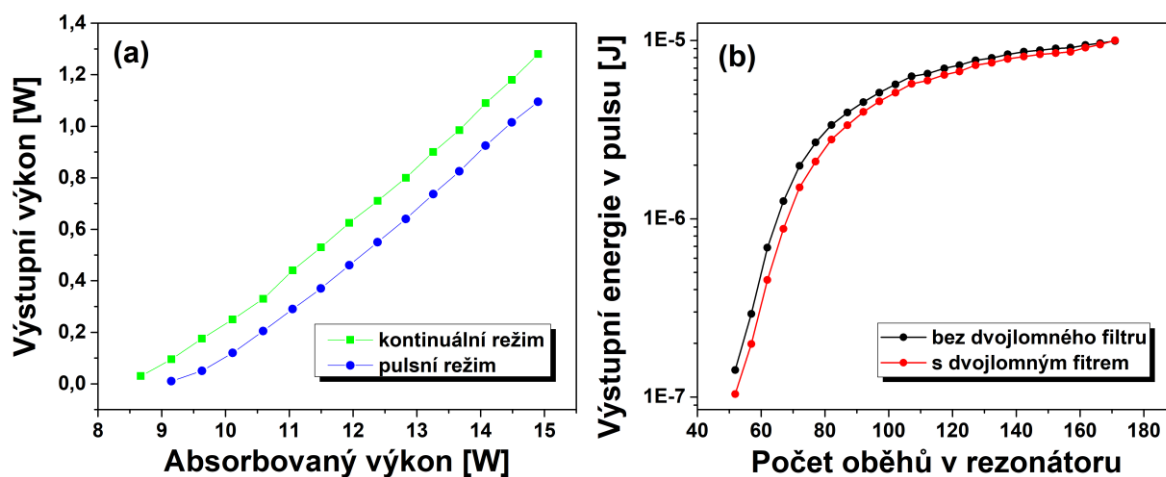 (a)
Výstupní výkon [W]
1,4
1,2
1,0
0,8
0,6
0,4
0,2
0,0
kontinuální režim
pulsní režim
8 9 10 11 12 13 14 15
Absorbovaný výkon [W]
(b)
Výstupní energie v pulsu [J]
1E-5
1E-6
1E-7
bez dvojlomného filtru
s dvojlomným fitrem
40 60 80 100 120 140 160 180
Počet oběhů v rezonátoru